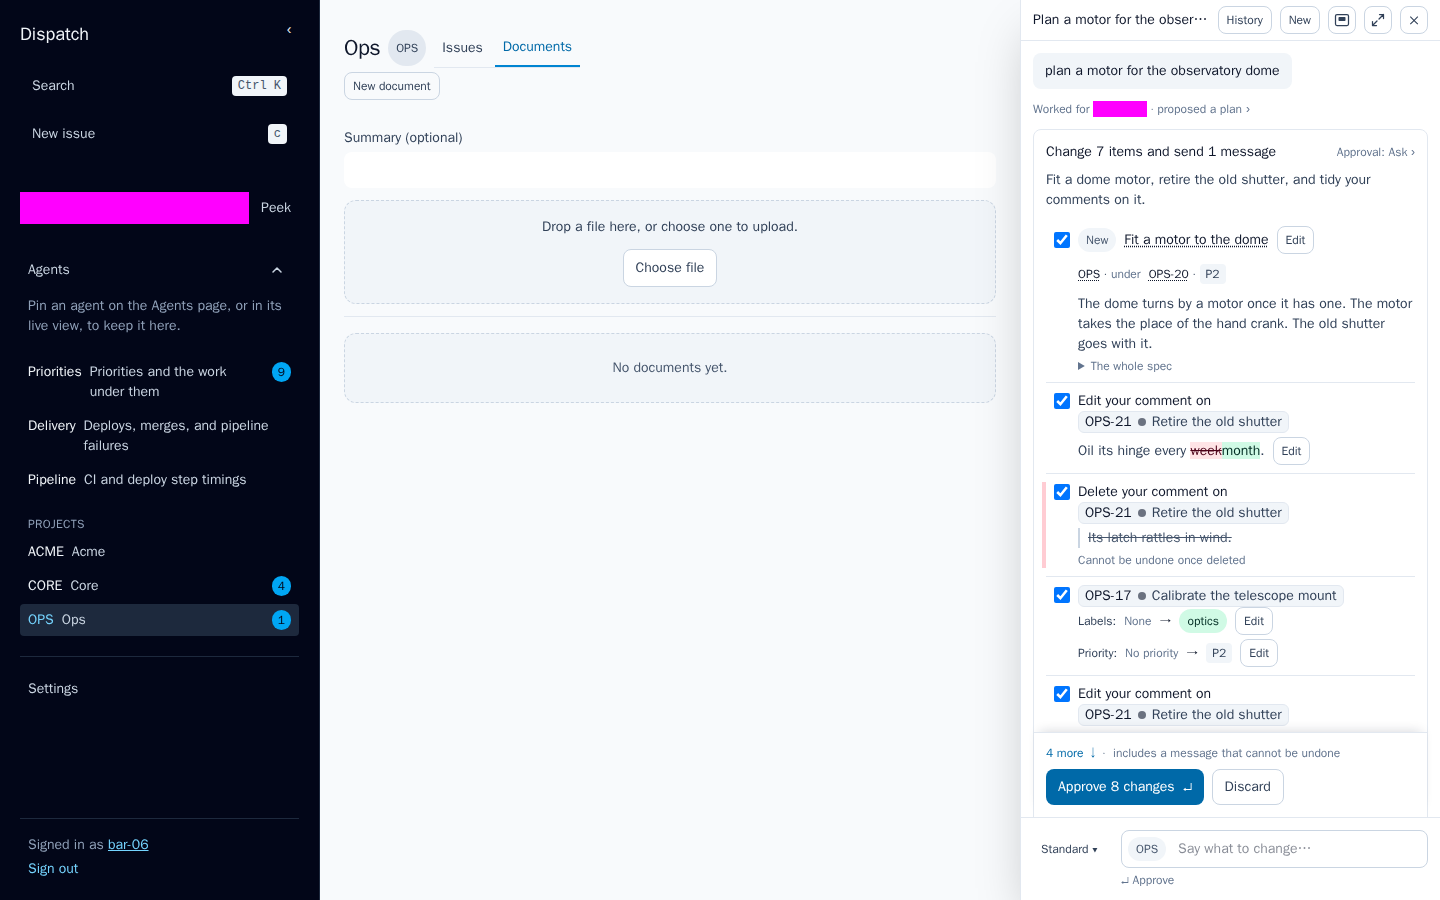 Dispatch
Search
Ctrl K
New issue
c
Peek
Agents
Pin an agent on the Agents page, or in its
live view, to keep it here.
Priorities Priorities and the work
under them
9
Delivery Deploys, merges, and pipeline
failures
Pipeline CI and deploy step timings
PROJECTS
ACME Acme
CORE Core
4
OPS Ops
1
Settings
Signed in as bar-06
Sign out
Ops
OPS
Issues
Documents
New document
Summary (optional)
Drop a file here, or choose one to upload.
Choose file
No documents yet.
Plan a motor for the obser…
History
New
plan a motor for the observatory dome
Worked for
· proposed a plan ›
Change 7 items and send 1 message
Approval: Ask ›
Fit a dome motor, retire the old shutter, and tidy your
comments on it.
New
Fit a motor to the dome
Edit
OPS · under OPS-20 · P2
The dome turns by a motor once it has one. The motor
takes the place of the hand crank. The old shutter
goes with it.
▶ The whole spec
Edit your comment on
OPS-21 ● Retire the old shutter
Oil its hinge every weekmonth.
Edit
Delete your comment on
OPS-21 ● Retire the old shutter
Its latch rattles in wind.
Cannot be undone once deleted
OPS-17 ● Calibrate the telescope mount
Labels: None → optics
Edit
Priority: No priority → P2
Edit
Edit your comment on
OPS-21 ● Retire the old shutter
4 more ↓ · includes a message that cannot be undone
Approve 8 changes ↵
Discard
Standard ▾
OPS
Say what to change…
↵ Approve